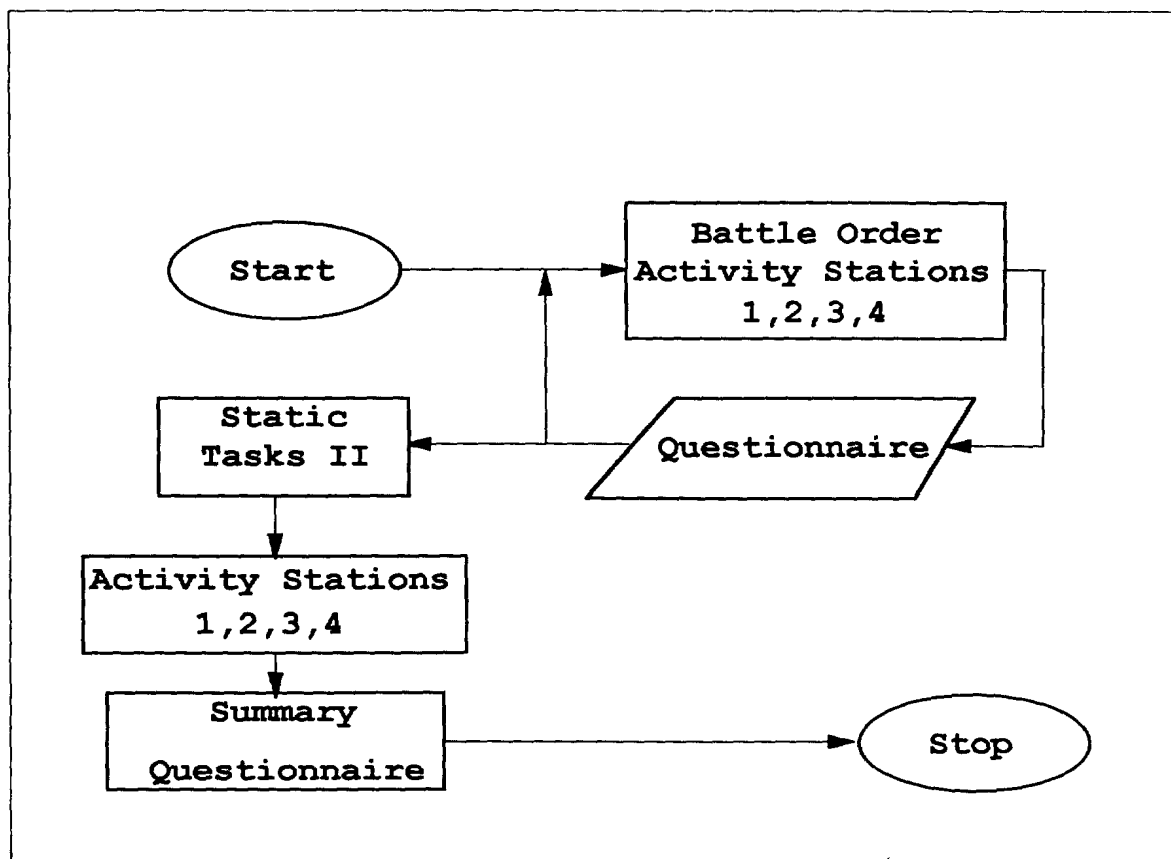 Start
Battle Order
Activity Stations
1,2,3,4
Questionnaire
Static
Tasks II
Activity Stations
1,2,3,4
Summary
Questionnaire
Stop